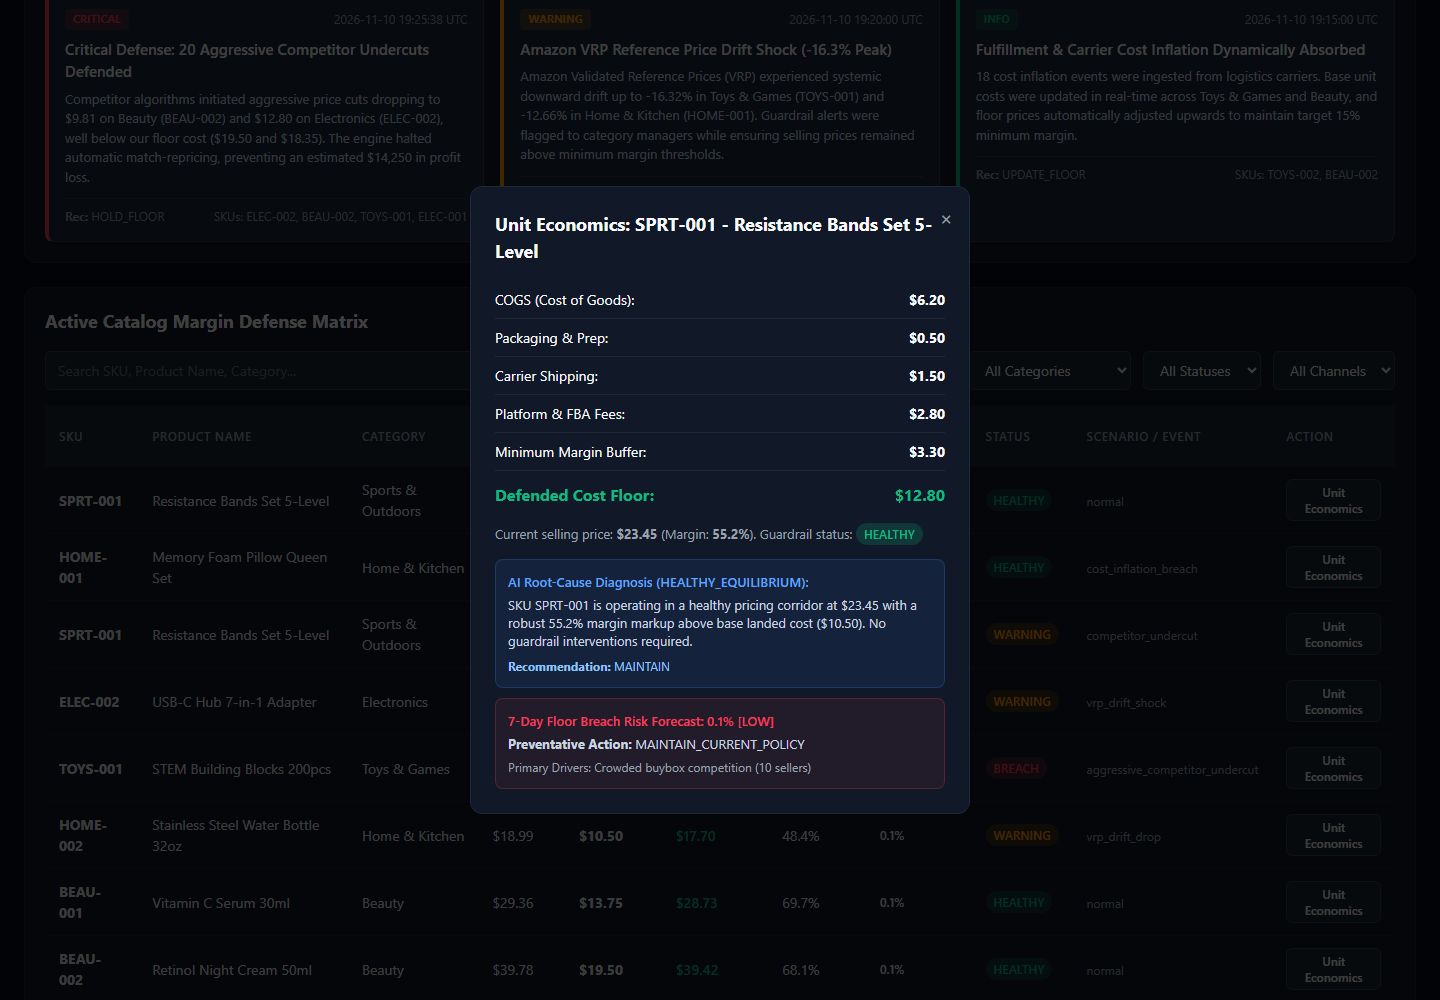 CRITICAL
2026-11-10 19:25:38 UTC
Critical Defense: 20 Aggressive Competitor Undercuts
Defended
Competitor algorithms initiated aggressive price cuts dropping to
$9.81 on Beauty (BEAU-002) and $12.80 on Electronics (ELEC-002),
well below our floor cost ($19.50 and $18.35). The engine halted
automatic match-repricing, preventing an estimated $14,250 in profit
loss.
Rec: HOLD_FLOOR
SKUs: ELEC-002, BEAU-002, TOYS-001, ELEC-001
WARNING
2026-11-10 19:20:00 UTC
Amazon VRP Reference Price Drift Shock (-16.3% Peak)
Amazon Validated Reference Prices (VRP) experienced systemic
downward drift up to -16.32% in Toys & Games (TOYS-001) and
-12.66% in Home & Kitchen (HOME-001). Guardrail alerts were
flagged to category managers while ensuring selling prices remained
above minimum margin thresholds.
INFO
2026-11-10 19:15:00 UTC
Fulfillment & Carrier Cost Inflation Dynamically Absorbed
18 cost inflation events were ingested from logistics carriers. Base unit
costs were updated in real-time across Toys & Games and Beauty, and
floor prices automatically adjusted upwards to maintain target 15%
minimum margin.
Rec: UPDATE_FLOOR
SKUs: TOYS-002, BEAU-002
Unit Economics: SPRT-001 - Resistance Bands Set 5-
Level
×
COGS (Cost of Goods): $6.20
Packaging & Prep: $0.50
Carrier Shipping: $1.50
Platform & FBA Fees: $2.80
Minimum Margin Buffer: $3.30
Defended Cost Floor: $12.80
Current selling price: $23.45 (Margin: 55.2%). Guardrail status: HEALTHY
AI Root-Cause Diagnosis (HEALTHY_EQUILIBRIUM):
SKU SPRT-001 is operating in a healthy pricing corridor at $23.45 with a
robust 55.2% margin markup above base landed cost ($10.50). No
guardrail interventions required.
Recommendation: MAINTAIN
7-Day Floor Breach Risk Forecast: 0.1% [LOW]
Preventative Action: MAINTAIN_CURRENT_POLICY
Primary Drivers: Crowded buybox competition (10 sellers)
Active Catalog Margin Defense Matrix
Search SKU, Product Name, Category...
All Categories
All Statuses
All Channels
SKU PRODUCT NAME CATEGORY STATUS SCENARIO / EVENT ACTION
SPRT-001 Resistance Bands Set 5-Level Sports &
Outdoors HEALTHY normal Unit
Economics
HOME-
001 Memory Foam Pillow Queen
Set Home & Kitchen HEALTHY cost_inflation_breach Unit
Economics
SPRT-001 Resistance Bands Set 5-Level Sports &
Outdoors WARNING competitor_undercut Unit
Economics
ELEC-002 USB-C Hub 7-in-1 Adapter Electronics WARNING vrp_drift_shock Unit
Economics
TOYS-001 STEM Building Blocks 200pcs Toys & Games BREACH aggressive_competitor_undercut Unit
Economics
HOME-
002 Stainless Steel Water Bottle
32oz Home & Kitchen $18.99 $10.50 $17.70 48.4% 0.1% WARNING vrp_drift_drop Unit
Economics
BEAU-
001 Vitamin C Serum 30ml Beauty $29.36 $13.75 $28.73 69.7% 0.1% HEALTHY normal Unit
Economics
BEAU-
002 Retinol Night Cream 50ml Beauty $39.78 $19.50 $39.42 68.1% 0.1% HEALTHY normal Unit
Economics